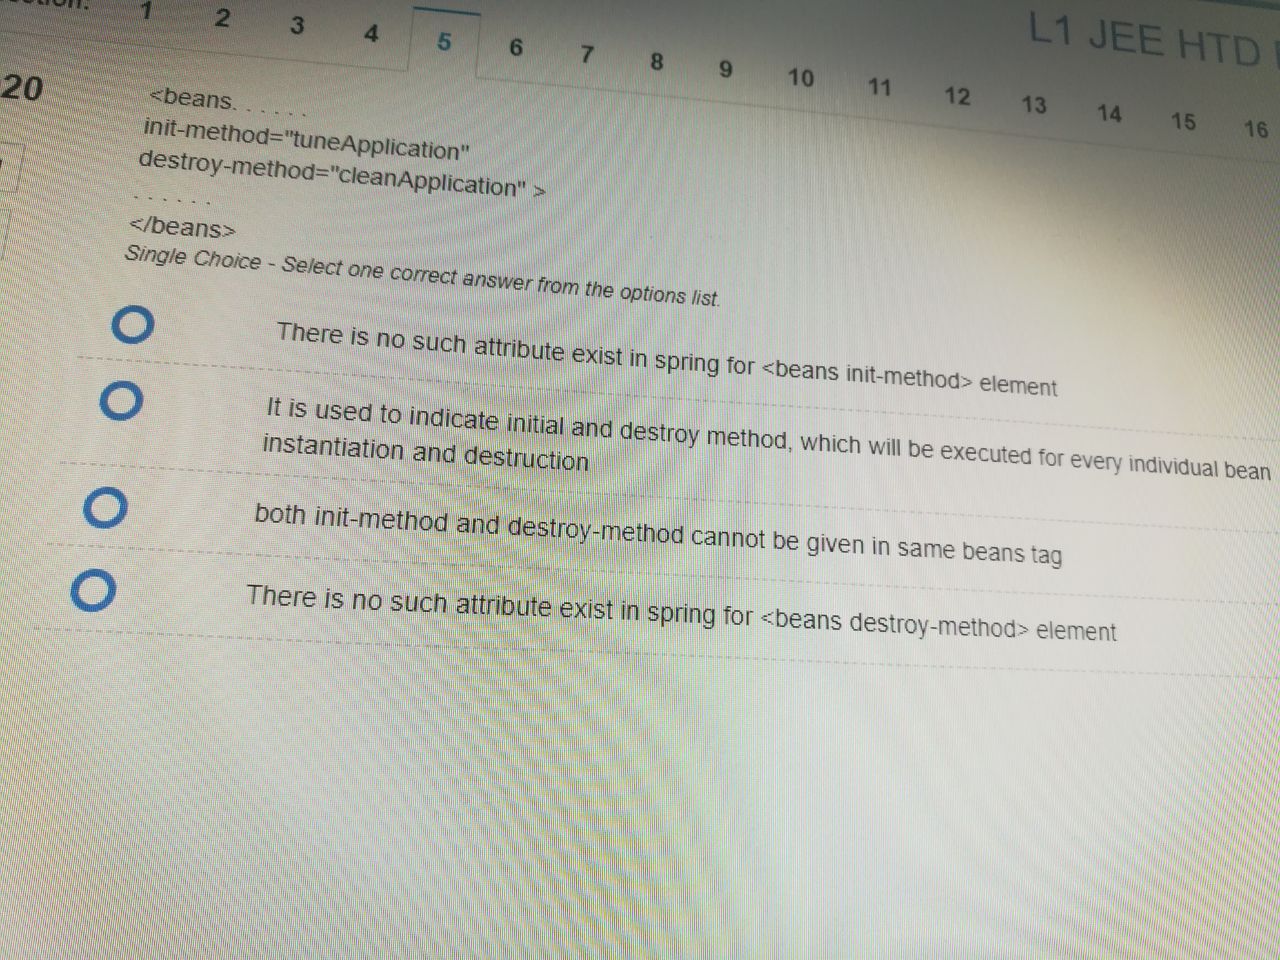 1 2 3 4 5 6 7 8 9 10 11 12 13 14 15 16
L1 JEE HTD
20
<beans. . . . . .
init-method="tuneApplication"
destroy-method="cleanApplication" >
. . . . . .
</beans>
Single Choice - Select one correct answer from the options list.
There is no such attribute exist in spring for <beans init-method> element
It is used to indicate initial and destroy method, which will be executed for every individual bean
instantiation and destruction
both init-method and destroy-method cannot be given in same beans tag
There is no such attribute exist in spring for <beans destroy-method> element